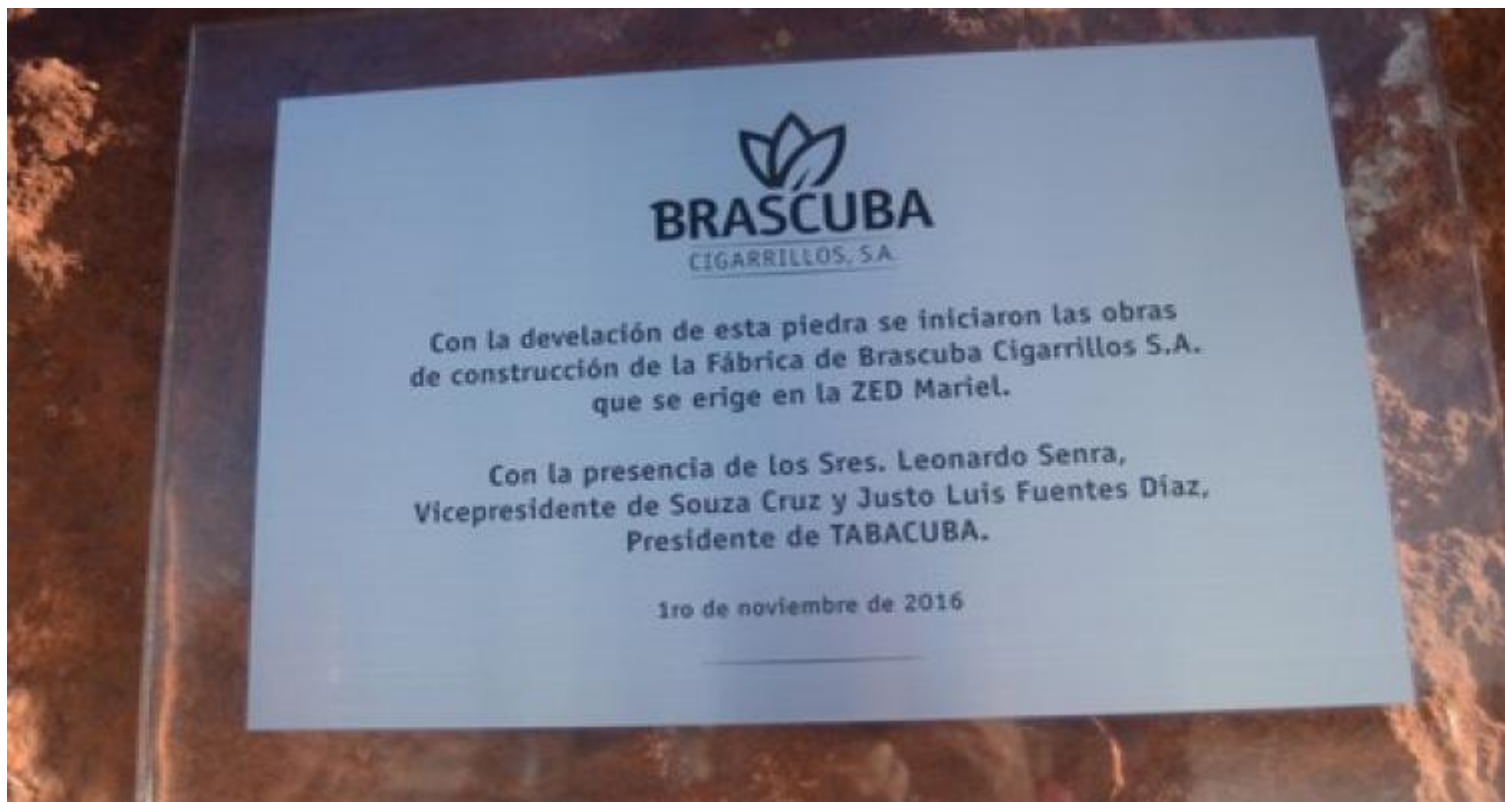 BRASCUBA
CIGARRILLOS, S.A.
Con la develación de esta piedra se iniciaron las obras
de construcción de la Fábrica de Brascuba Cigarrillos S.A.
que se erige en la ZED Mariel.
Con la presencia de los Sres. Leonardo Senra,
Vicepresidente de Souza Cruz y Justo Luis Fuentes Díaz,
Presidente de TABACUBA.
1ro de noviembre de 2016